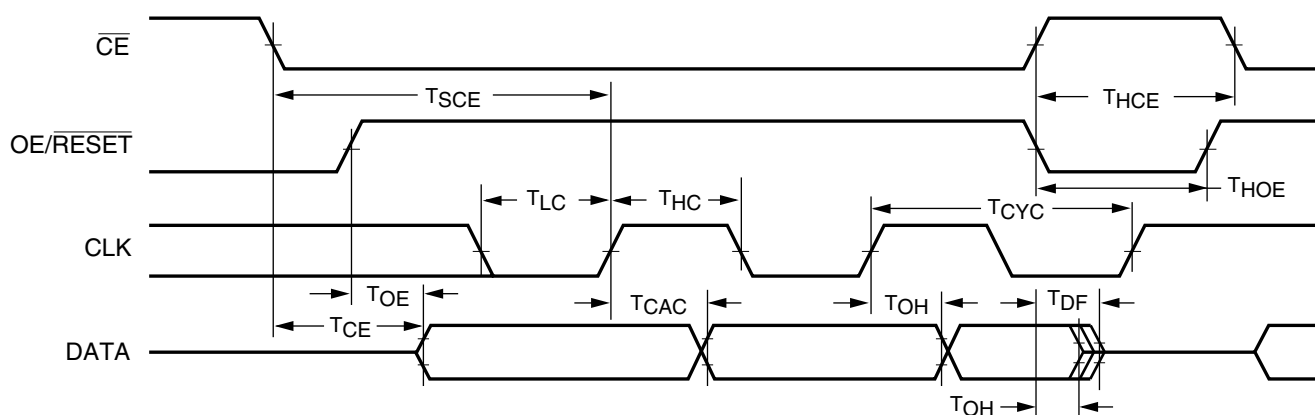 CE
TSCE
THCE
OE/RESET
THOE
TLC
THC
TCYC
CLK
TOE
TCAC
TOH
TDF
TCE
DATA
TOH